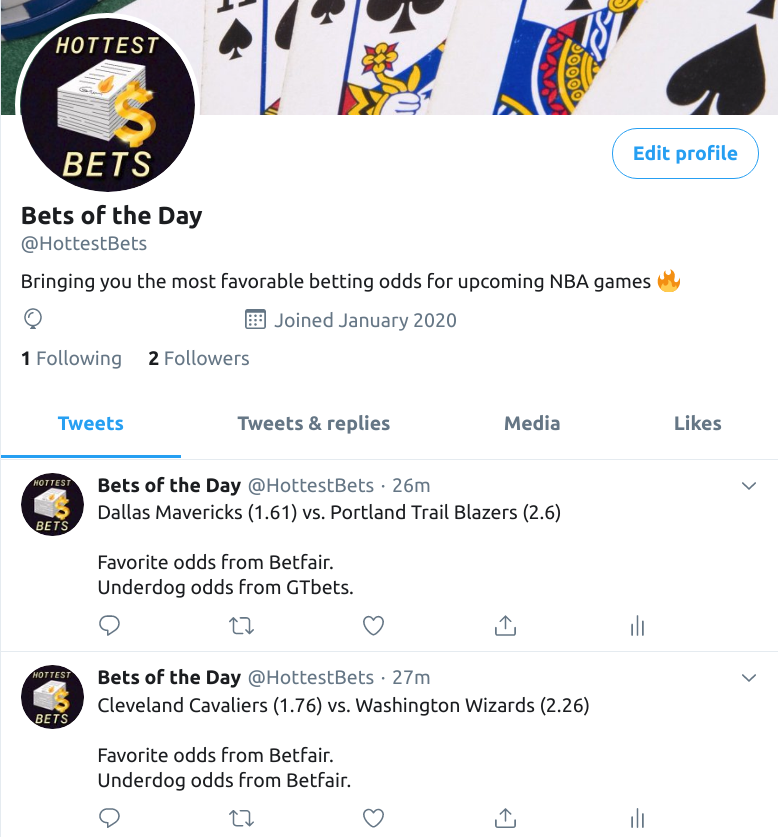 HOTTEST
BETS
Edit profile
Bets of the Day
@HottestBets
Bringing you the most favorable betting odds for upcoming NBA games 🔥
Joined January 2020
1 Following 2 Followers
Tweets Tweets & replies Media Likes
HOTTEST
BETS
Bets of the Day @HottestBets · 26m
Dallas Mavericks (1.61) vs. Portland Trail Blazers (2.6)
Favorite odds from Betfair.
Underdog odds from GTbets.
HOTTEST
BETS
Bets of the Day @HottestBets · 27m
Cleveland Cavaliers (1.76) vs. Washington Wizards (2.26)
Favorite odds from Betfair.
Underdog odds from Betfair.